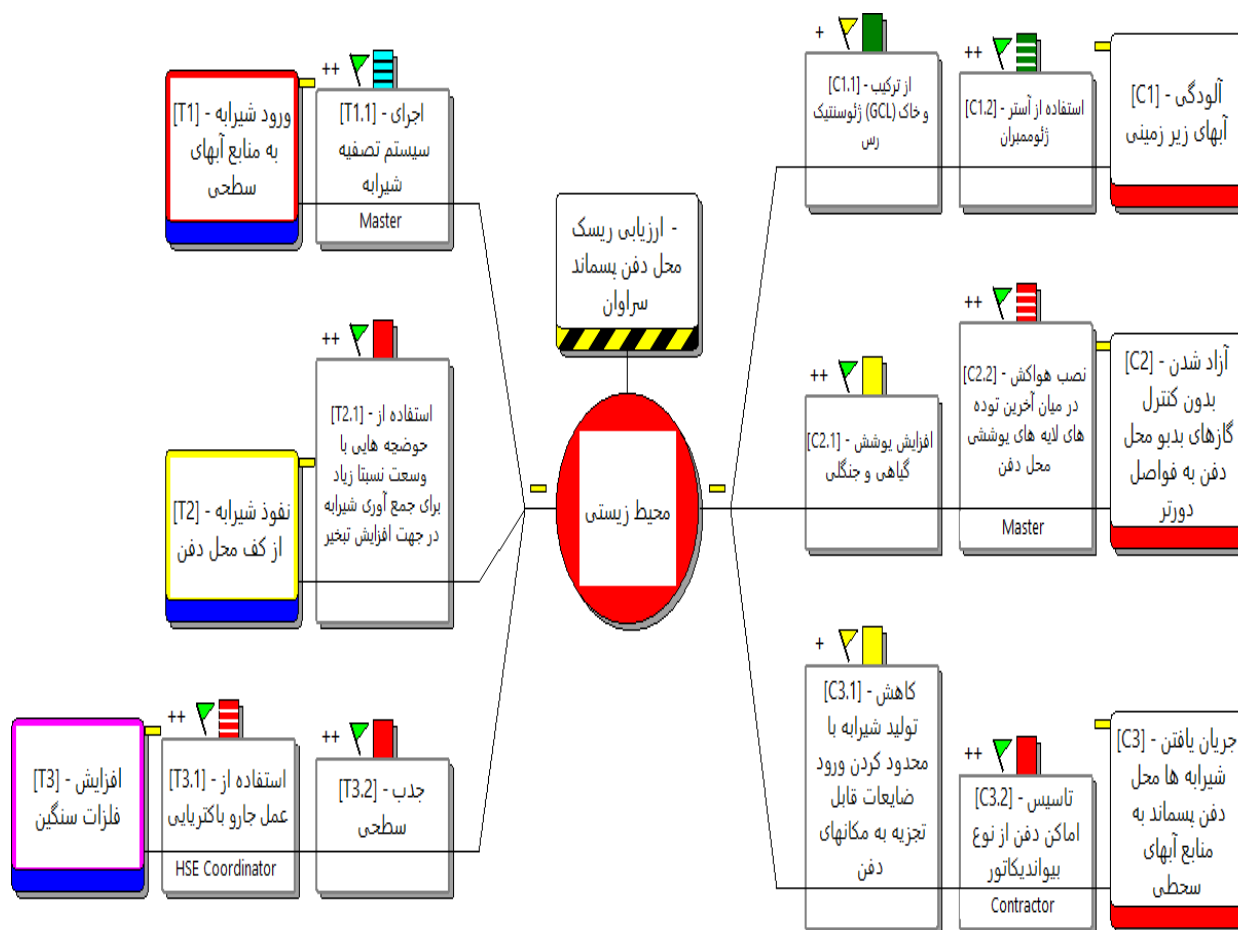 ++
[T1] - ورود شیرابه
به منابع آبهای
سطحی
[T1.1] - اجرای
سیستم تصفیه
شیرابه
Master
++
[T2] - نفوذ شیرابه
از کف محل دفن
[T2.1] - استفاده از
حوضچه هایی با
وسعت نسبتا زیاد
برای جمع آوری شیرابه
در جهت افزایش تبخیر
++
[T3] - افزایش
فلزات سنگین
[T3.1] - استفاده از
عمل جارو باکتریایی
HSE Coordinator
++
[T3.2] - جدب
سطحی
ارزیابی ریسک -
محل دفن پسماند
سراوان
محیط زیستی
+
[C1.1] - از ترکیب
ژئوسنتیک (GCL) و خاک
رس
++
[C1.2] - استفاده از آستر
ژئوممبران
[C1] - آلودگی
آبهای زیر زمینی
++
[C2.1] - افزایش پوشش
گیاهی و جنگلی
++
[C2.2] - نصب هواکش
در میان آخرین توده
های لایه های پوششی
محل دفن
Master
[C2] - آزاد شدن
بدون کنترل
گازهای بدبو محل
دفن به فواصل
دورتر
+
[C3.1] - کاهش
تولید شیرابه با
محدود کردن ورود
ضایعات قابل
تجزیه به مکانهای
دفن
++
[C3.2] - تاسیس
اماکن دفن از نوع
بیواندیکاتور
Contractor
[C3] - جریان یافتن
شیرابه ها محل
دفن پسماند به
منابع آبهای
سحطی